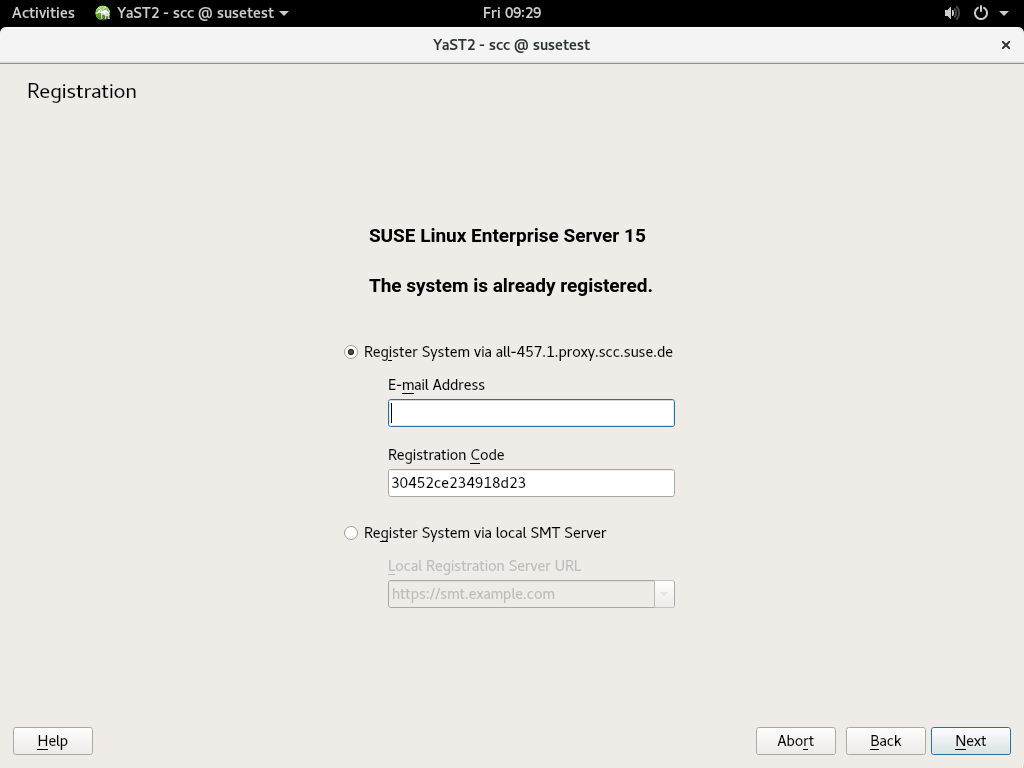 Activities YaST2 - scc @ susetest Fri 09:29
YaST2 - scc @ susetest
Registration
SUSE Linux Enterprise Server 15
The system is already registered.
Register System via all-457.1.proxy.scc.suse.de
E-mail Address
Registration Code
30452ce234918d23
Register System via local SMT Server
Local Registration Server URL
https://smt.example.com
Help Abort Back Next